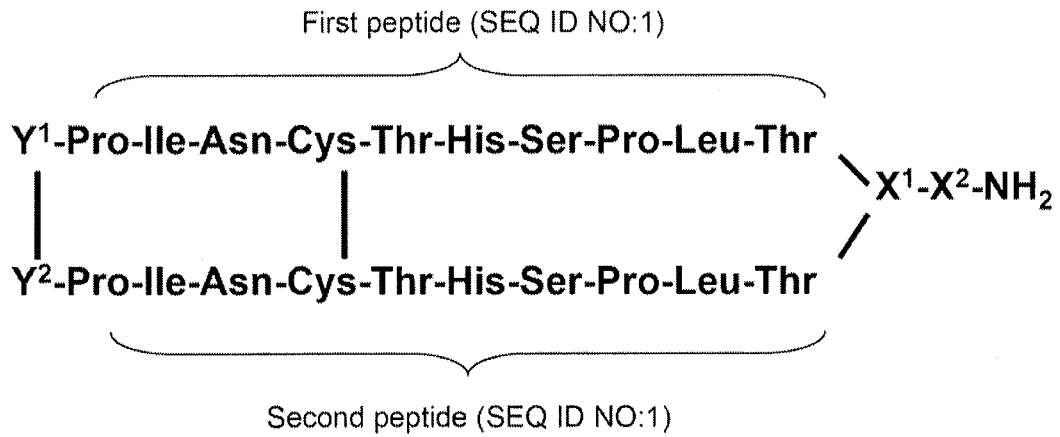 First peptide (SEQ ID NO:1)
Y¹-Pro-Ile-Asn-Cys-Thr-His-Ser-Pro-Leu-Thr
X¹-X²-NH₂
Y²-Pro-Ile-Asn-Cys-Thr-His-Ser-Pro-Leu-Thr
Second peptide (SEQ ID NO:1)